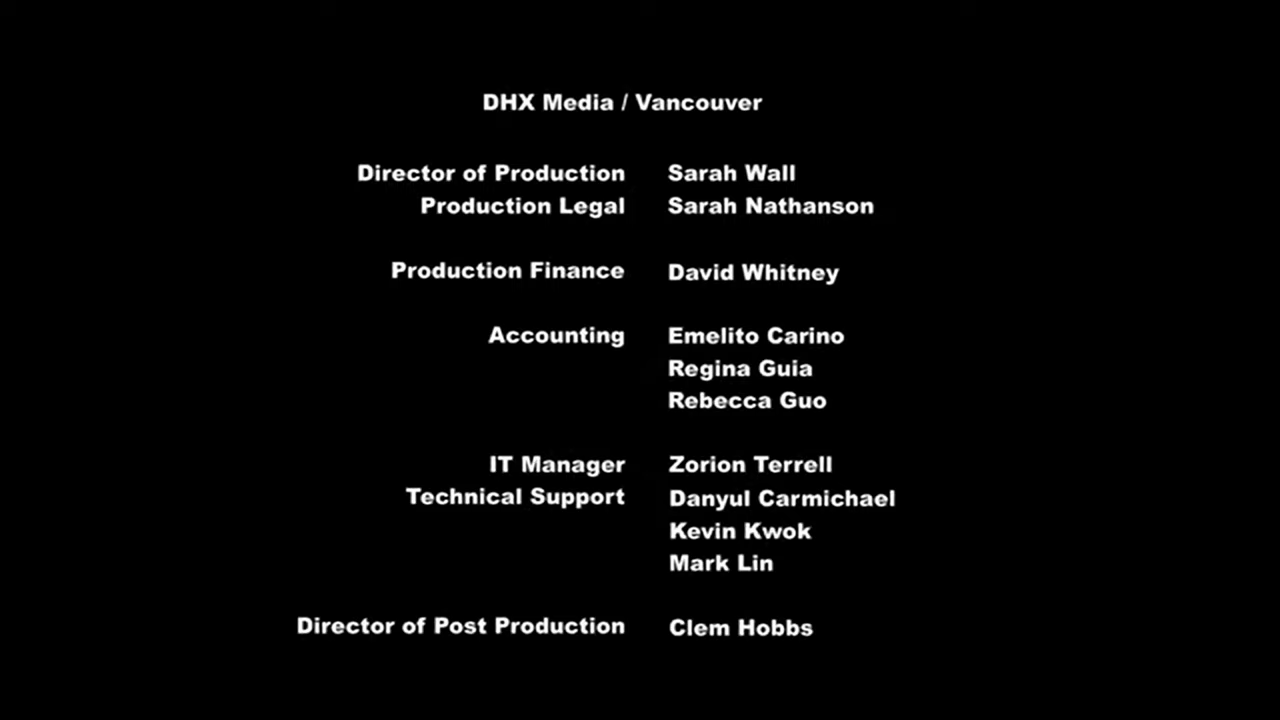 DHX Media / Vancouver
Director of Production Sarah Wall
Production Legal Sarah Nathanson
Production Finance David Whitney
Accounting Emelito Carino
Regina Guia
Rebecca Guo
IT Manager Zorion Terrell
Technical Support Danyul Carmichael
Kevin Kwok
Mark Lin
Director of Post Production Clem Hobbs